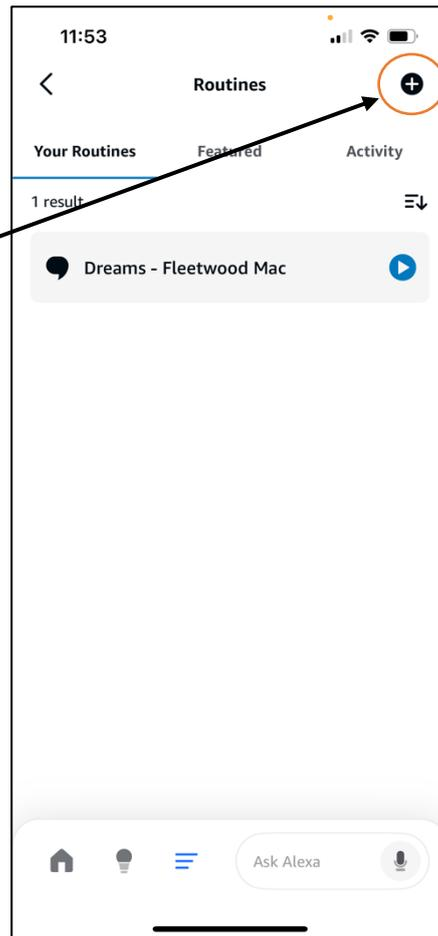 11:53
Routines
Your Routines Featured Activity
1 result
Dreams - Fleetwood Mac
Ask Alexa